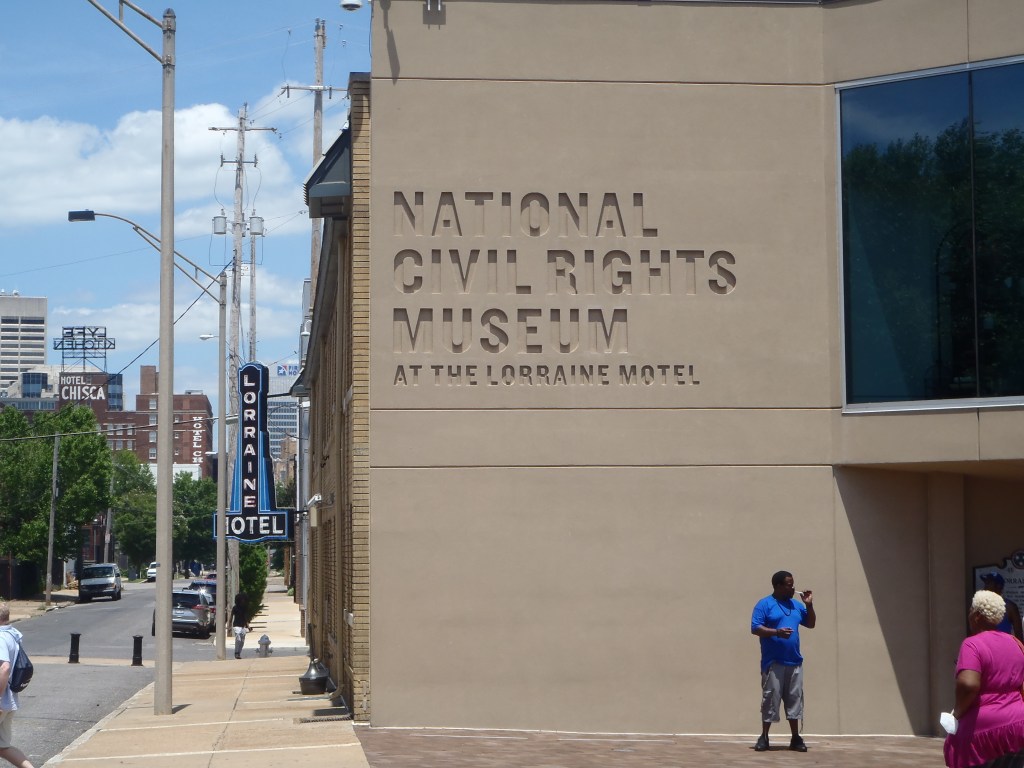 NATIONAL
CIVIL RIGHTS
MUSEUM
AT THE LORRAINE MOTEL
LORRAINE
MOTEL
HOTEL
CHISCA